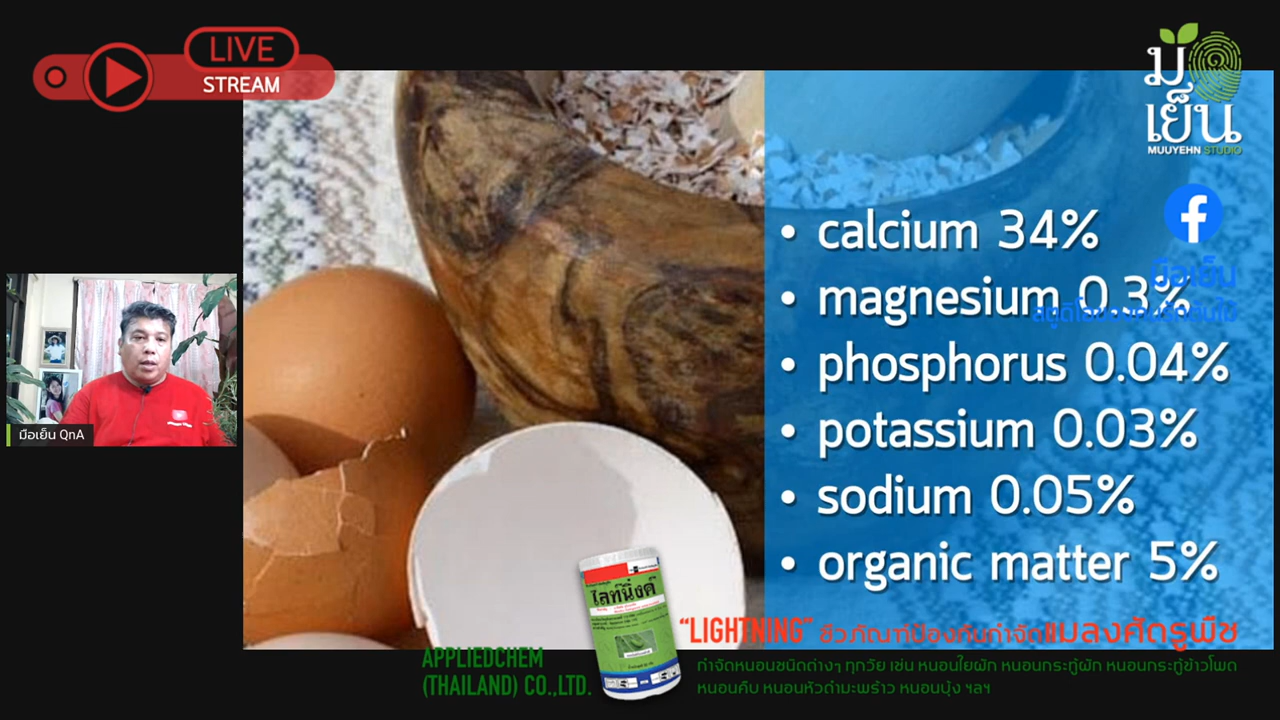 LIVE
STREAM
มือเย็น
MUUYEHN STUDIO
• calcium 34%
• magnesium 0.3%
• phosphorus 0.04%
• potassium 0.03%
• sodium 0.05%
• organic matter 5%
มือเย็น
มือเย็น QnA
ไลท์นิ่งค์
APPLIEDCHEM
(THAILAND) CO.,LTD.
“LIGHTNING” ชีวภัณฑ์ป้องกันกำจัดแมลงศัตรูพืช
กำจัดหนอนชนิดต่างๆ ทุกวัย เช่น หนอนใยผัก หนอนกระทู้ผัก หนอนกระทู้ข้าวโพด
หนอนคืบ หนอนหัวดำมะพร้าว หนอนบุ้ง ฯลฯ